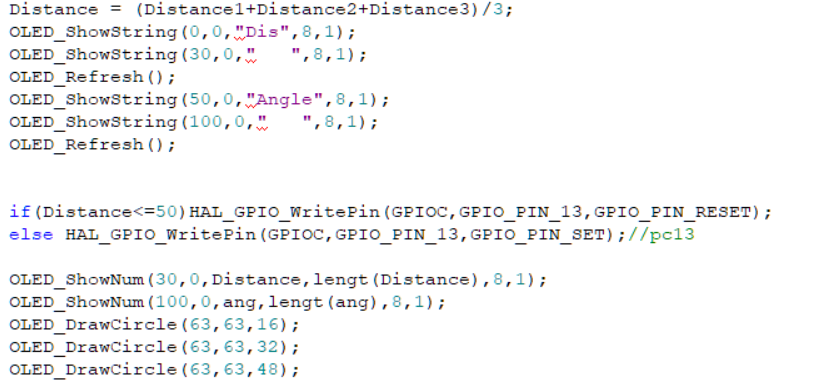 Distance = (Distance1+Distance2+Distance3)/3;
OLED_ShowString(0,0,"Dis",8,1);
OLED_ShowString(30,0,"   ",8,1);
OLED_Refresh();
OLED_ShowString(50,0,"Angle",8,1);
OLED_ShowString(100,0,"   ",8,1);
OLED_Refresh();
if(Distance<=50)HAL_GPIO_WritePin(GPIOC,GPIO_PIN_13,GPIO_PIN_RESET);
else HAL_GPIO_WritePin(GPIOC,GPIO_PIN_13,GPIO_PIN_SET);//pc13
OLED_ShowNum(30,0,Distance,lengt(Distance),8,1);
OLED_ShowNum(100,0,ang,lengt(ang),8,1);
OLED_DrawCircle(63,63,16);
OLED_DrawCircle(63,63,32);
OLED_DrawCircle(63,63,48);